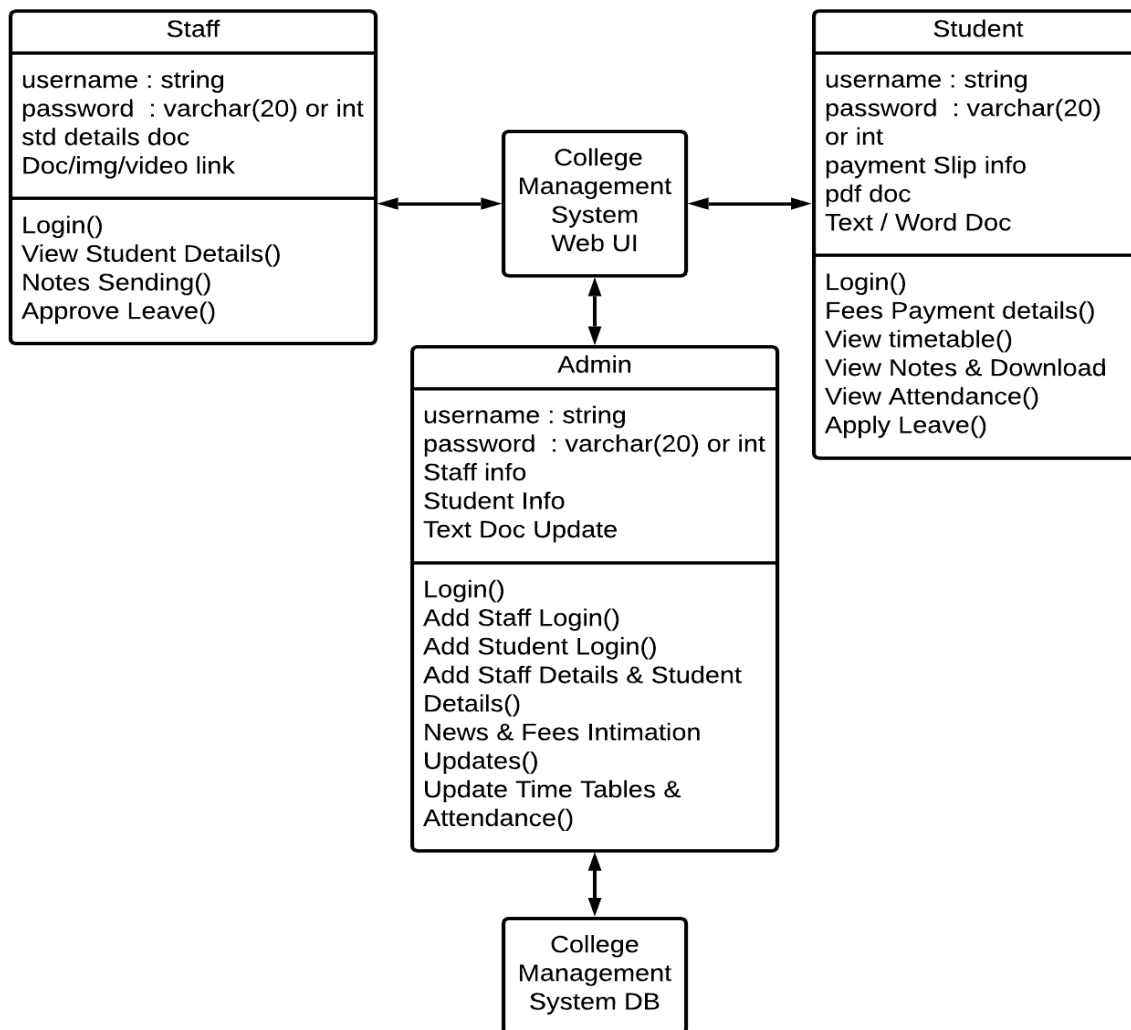 Staff
username : string
password  : varchar(20) or int
std details doc
Doc/img/video link
Login()
View Student Details()
Notes Sending()
Approve Leave()
College
Management
System
Web UI
Student
username : string
password  : varchar(20)
or int
payment Slip info
pdf doc
Text / Word Doc
Login()
Fees Payment details()
View timetable()
View Notes & Download
View Attendance()
Apply Leave()
Admin
username : string
password  : varchar(20) or int
Staff info
Student Info
Text Doc Update
Login()
Add Staff Login()
Add Student Login()
Add Staff Details & Student
Details()
News & Fees Intimation
Updates()
Update Time Tables &
Attendance()
College
Management
System DB